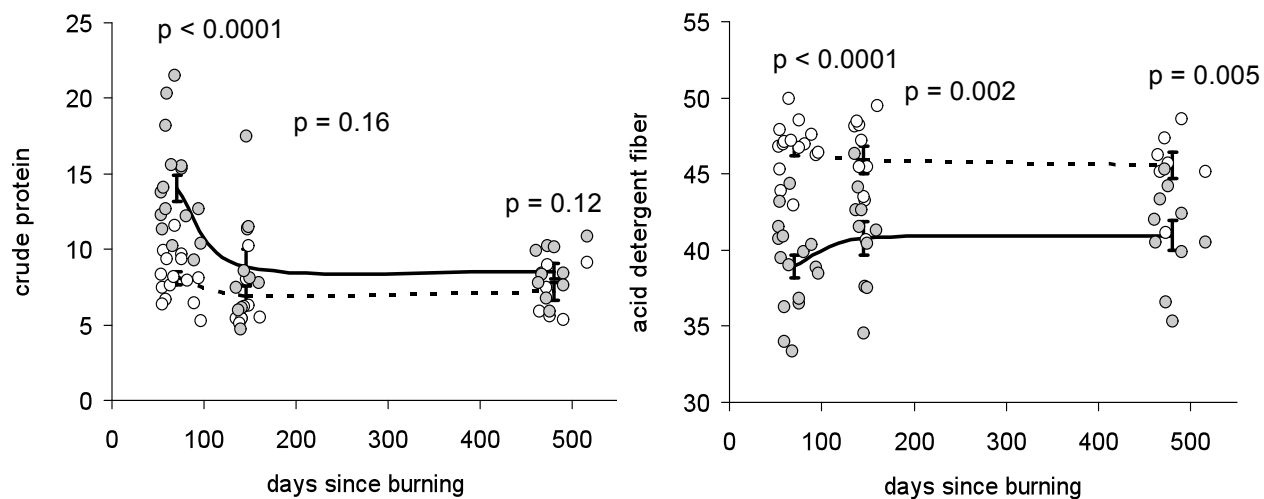 25
20
15
10
5
0
crude protein
p < 0.0001
p = 0.16
p = 0.12
0 100 200 300 400 500
days since burning
55
50
45
40
35
30
acid detergent fiber
p < 0.0001
p = 0.002
p = 0.005
0 100 200 300 400 500
days since burning